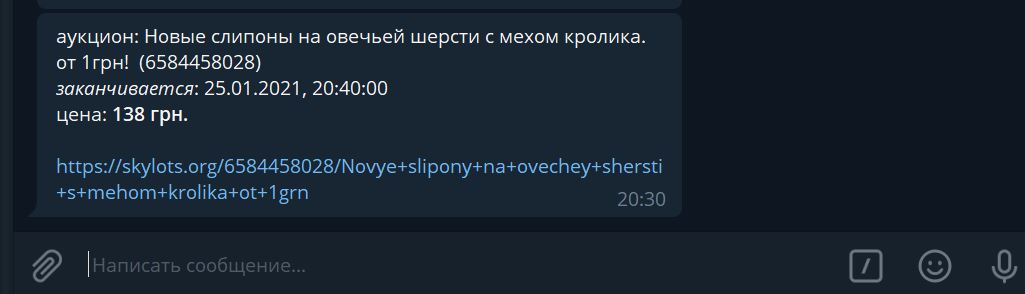 аукцион: Новые слипоны на овечьей шерсти с мехом кролика.
от 1грн! (6584458028)
заканчивается: 25.01.2021, 20:40:00
цена: 138 грн.
https://skylots.org/6584458028/Novye+slipony+na+ovechey+shersti
+s+mehom+krolika+ot+1grn
20:30
Написать сообщение...